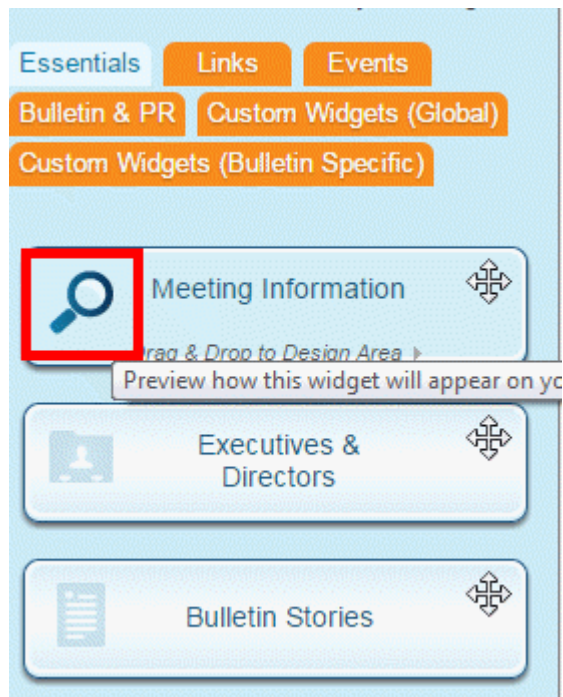 Essentials Links Events
Bulletin & PR Custom Widgets (Global)
Custom Widgets (Bulletin Specific)
Meeting Information
Drag & Drop to Design Area
Preview how this widget will appear on yo
Executives &
Directors
Bulletin Stories